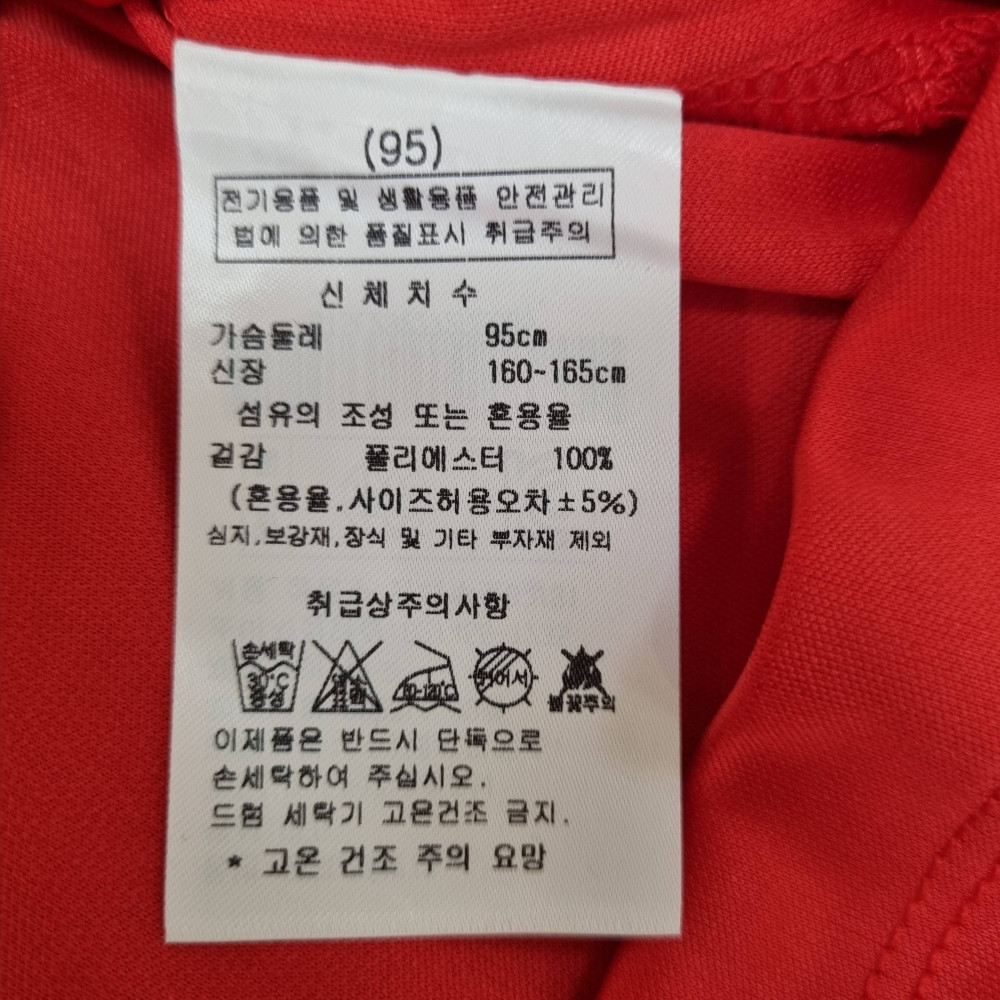 (95)
전기용품 및 생활용품 안전관리
법에 의한 품질표시 취급주의
신 체 치 수
가슴둘레 95cm
신장 160~165cm
섬유의 조성 또는 혼용율
겉감 폴리에스터 100%
(혼용율.사이즈허용오차±5%)
심지.보강재.장식 및 기타 부자재 제외
취급상주의사항
손세탁
30°C
중성
염소
표백
80-120°C
뉘어서
불꽃주의
이제품은 반드시 단독으로
손세탁하여 주십시오.
드럼 세탁기 고온건조 금지.
* 고온 건조 주의 요망